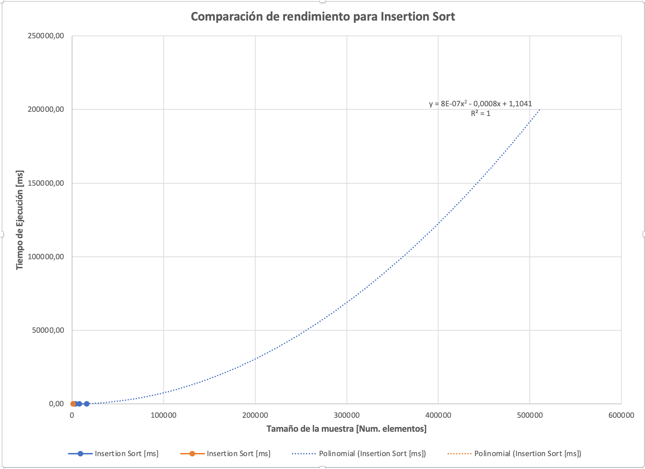 Comparación de rendimiento para Insertion Sort
250000,00
200000,00
y = 8E-07x² - 0,0008x + 1,1041
R² = 1
150000,00
100000,00
50000,00
0,00
Tiempo de Ejecución [ms]
0 100000 200000 300000 400000 500000 600000
Tamaño de la muestra [Num. elementos]
Insertion Sort [ms] Insertion Sort [ms] Polinomial (Insertion Sort [ms]) Polinomial (Insertion Sort [ms])